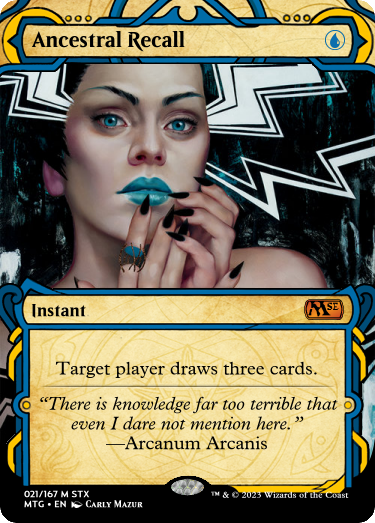 Ancestral Recall
Instant
MSE
Target player draws three cards.
“There is knowledge far too terrible that
even I dare not mention here.”
—Arcanum Arcanis
021/167 M STX
MTG • EN Carly Mazur
™ & © 2023 Wizards of the Coast